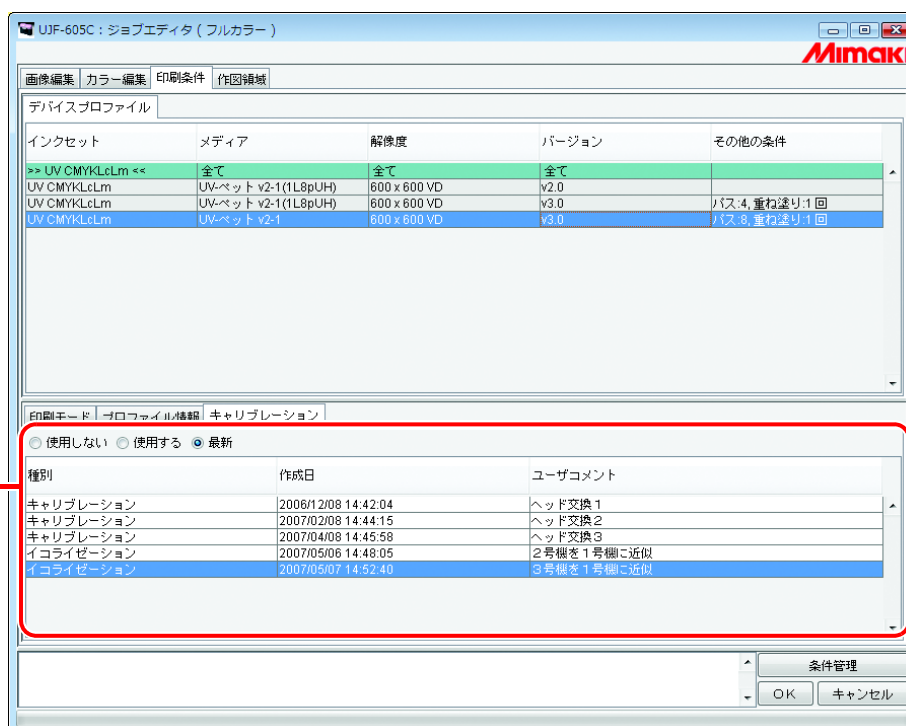 UJF-605C：ジョブエディタ ( フルカラー )
Mimaki
画像編集 カラー編集 印刷条件 作図領域
デバイスプロファイル
インクセット メディア 解像度 バージョン その他の条件
>> UV CMYKLcLm << 全て 全て 全て
UV CMYKLcLm UV-ペット v2-1(1L8pUH) 600 x 600 VD v2.0
UV CMYKLcLm UV-ペット v2-1(1L8pUH) 600 x 600 VD v3.0 パス:4,重ね塗り:1 回
UV CMYKLcLm UV-ペット v2-1 600 x 600 VD v3.0 パス:8,重ね塗り:1 回
印刷モード プロファイル情報 キャリブレーション
使用しない 使用する 最新
種別 作成日 ユーザコメント
キャリブレーション 2006/12/08 14:42:04 ヘッド交換１
キャリブレーション 2007/02/08 14:44:15 ヘッド交換２
キャリブレーション 2007/04/08 14:45:58 ヘッド交換３
イコライゼーション 2007/05/06 14:48:05 ２号機を１号機に近似
イコライゼーション 2007/05/07 14:52:40 ３号機を１号機に近似
条件管理
OK キャンセル